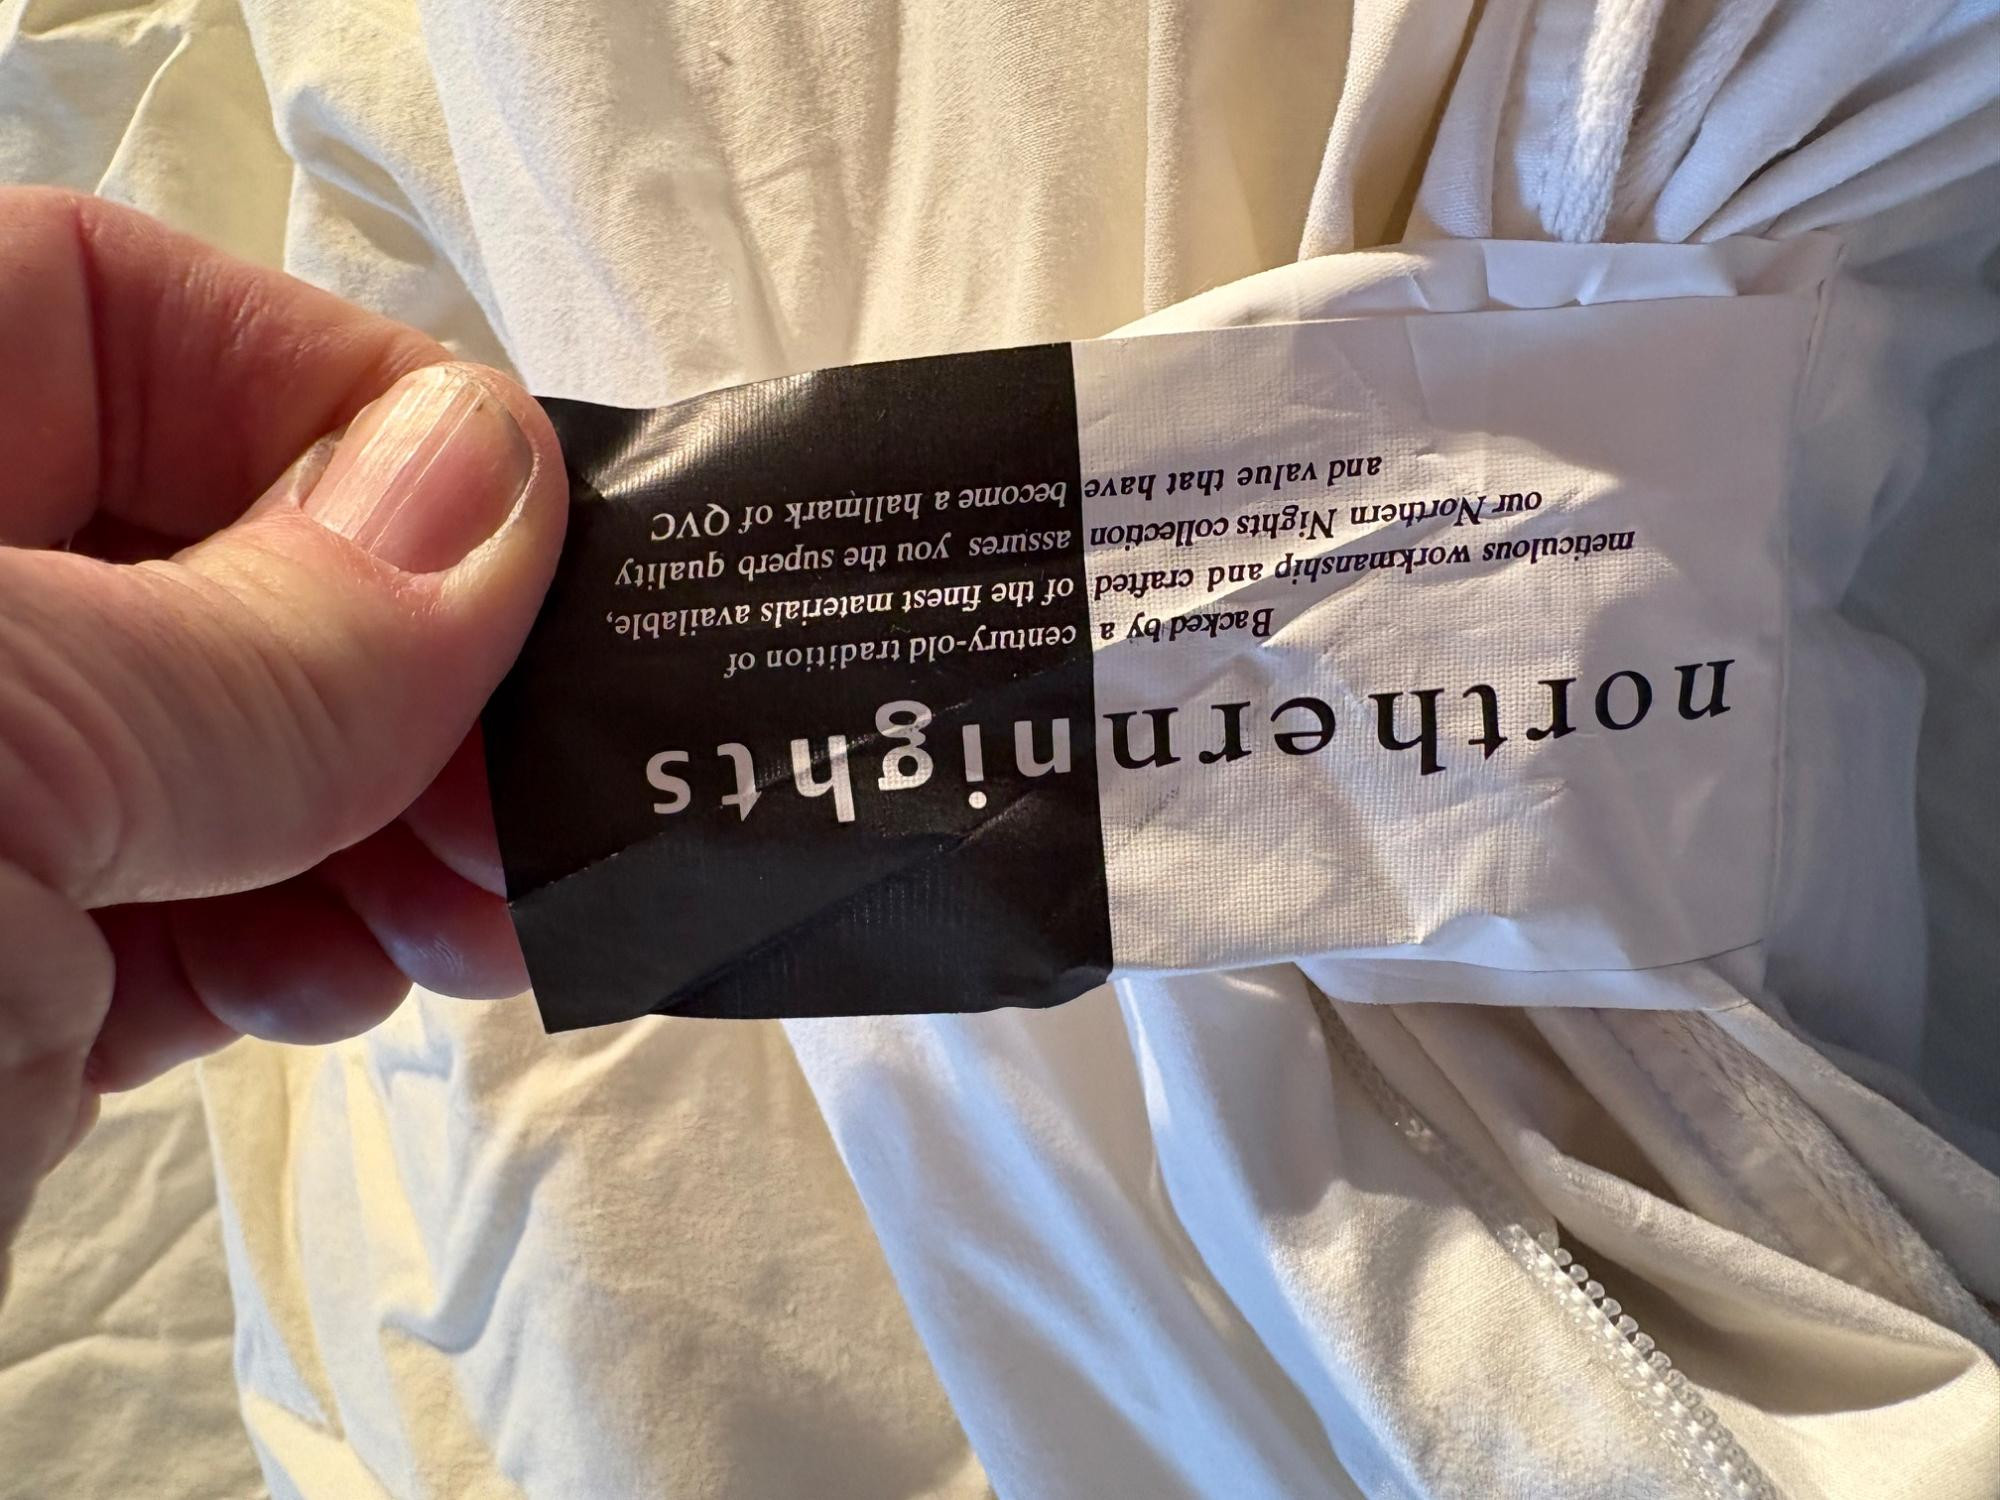 northernnights
Backed by a century-old tradition of
meticulous workmanship and crafted of the finest materials available,
our Northern Nights collection assures you the superb quality
and value that have become a hallmark of QVC